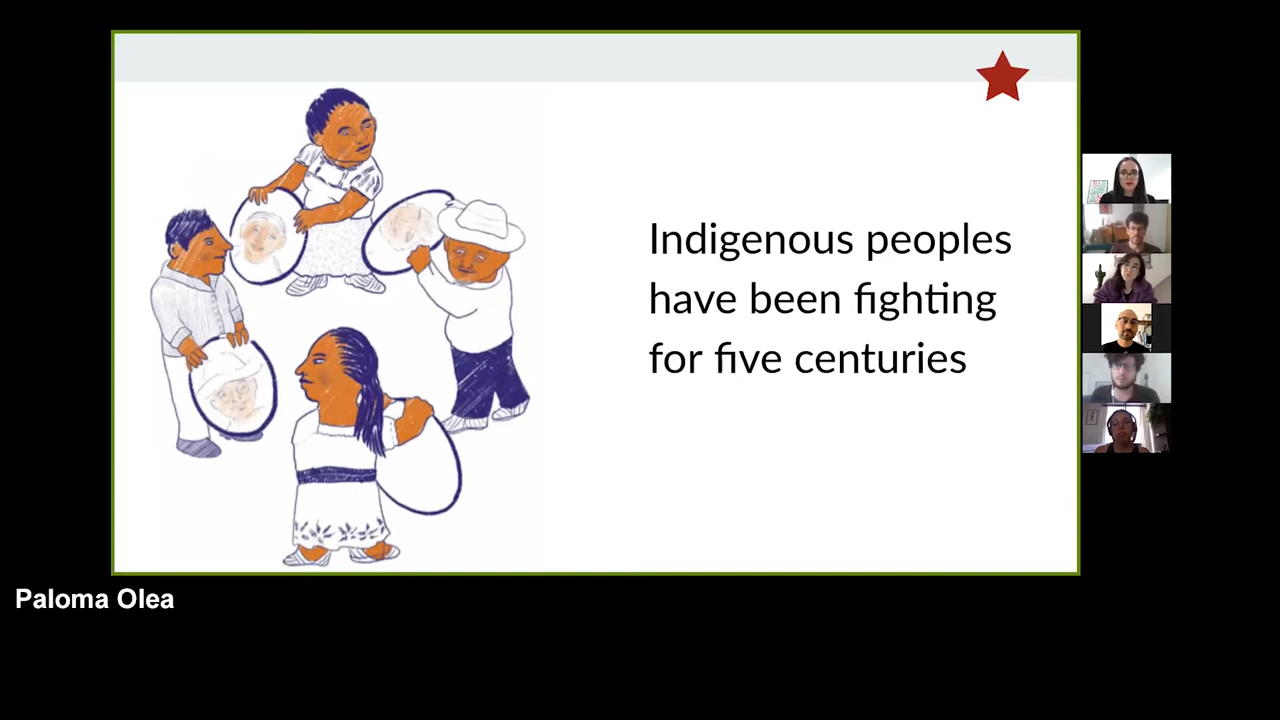 Indigenous peoples
have been fighting
for five centuries
Paloma Olea